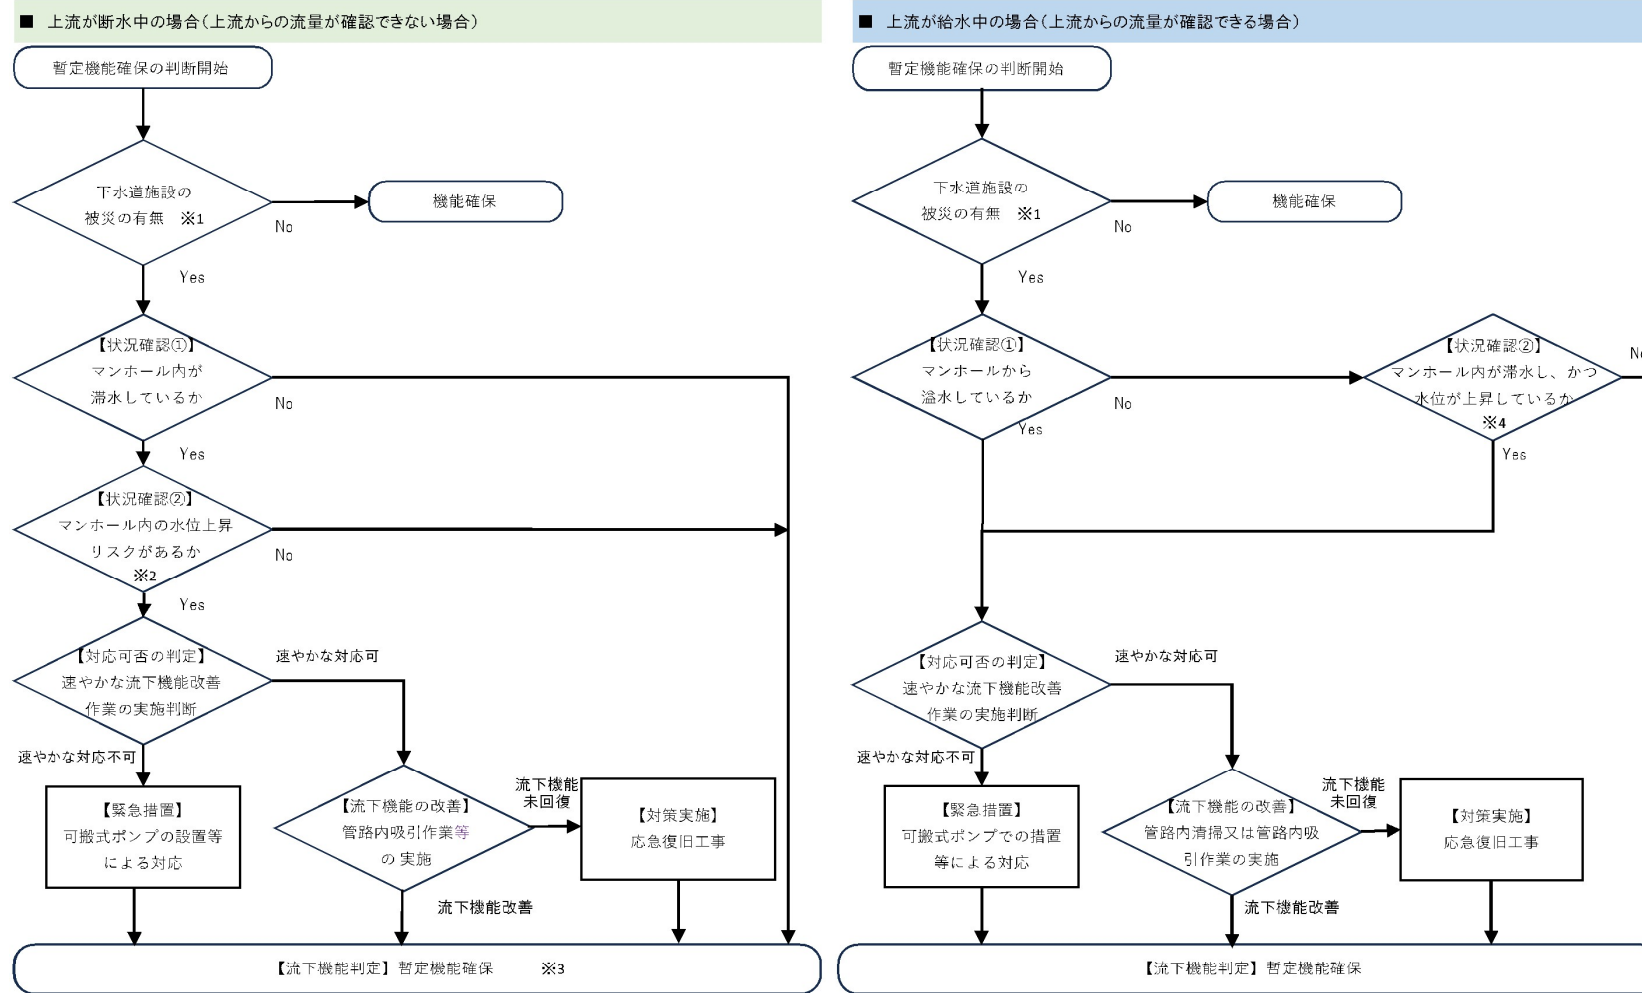 ■ 上流が断水中の場合（上流からの流量が確認できない場合）
暫定機能確保の判断開始
下水道施設の
被災の有無　※1
No
機能確保
Yes
【状況確認①】
マンホール内が
滞水しているか
No
Yes
【状況確認②】
マンホール内の水位上昇
リスクがあるか
※2
No
Yes
【対応可否の判定】
速やかな流下機能改善
作業の実施判断
速やかな対応可
速やかな対応不可
【緊急措置】
可搬式ポンプの設置等
による対応
【流下機能の改善】
管路内吸引作業等
の 実施
流下機能
未回復
【対策実施】
応急復旧工事
流下機能改善
【流下機能判定】暫定機能確保　※3
■ 上流が給水中の場合（上流からの流量が確認できる場合）
暫定機能確保の判断開始
下水道施設の
被災の有無　※1
No
機能確保
Yes
【状況確認①】
マンホールから
溢水しているか
No
Yes
【状況確認②】
マンホール内が滞水し、かつ
水位が上昇しているか
※4
No
Yes
【対応可否の判定】
速やかな流下機能改善
作業の実施判断
速やかな対応可
速やかな対応不可
【緊急措置】
可搬式ポンプでの措置
等による対応
【流下機能の改善】
管路内清掃又は管路内吸
引作業の実施
流下機能
未回復
【対策実施】
応急復旧工事
流下機能改善
【流下機能判定】暫定機能確保